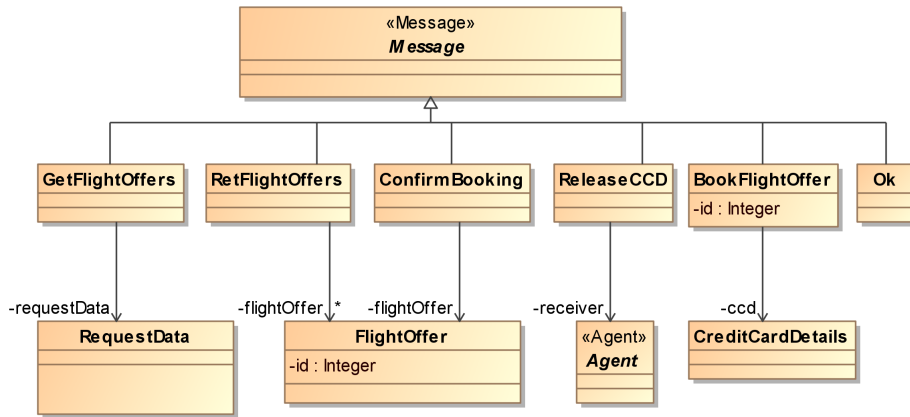 «Message»
Message
GetFlightOffers
RetFlightOffers
ConfirmBooking
ReleaseCCD
BookFlightOffer
-id : Integer
Ok
-requestData
-flightOffer *
-flightOffer
-receiver
-ccd
RequestData
FlightOffer
-id : Integer
«Agent»
Agent
CreditCardDetails